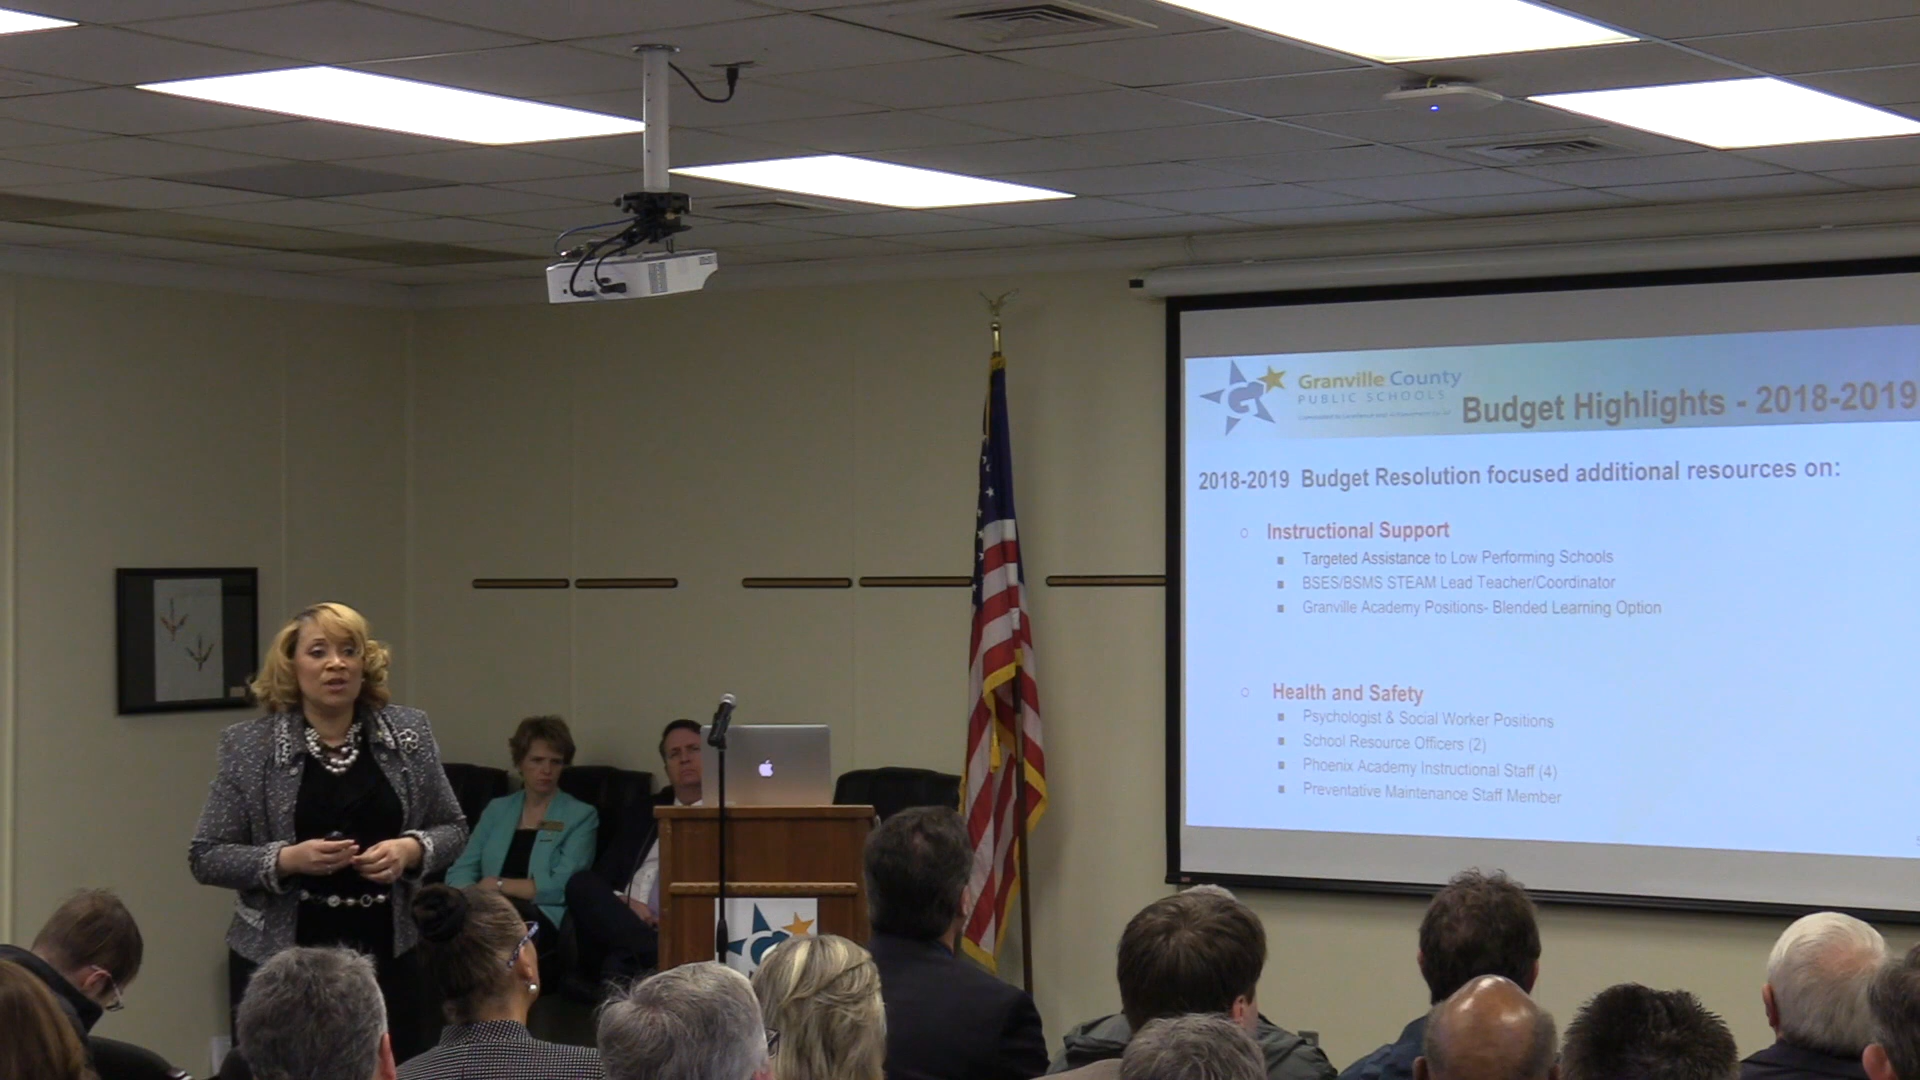 Granville County
PUBLIC SCHOOLS
Budget Highlights - 2018-2019
2018-2019 Budget Resolution focused additional resources on:
Instructional Support
Targeted Assistance to Low Performing Schools
BSES/BSMS STEAM Lead Teacher/Coordinator
Granville Academy Positions- Blended Learning Option
Health and Safety
Psychologist & Social Worker Positions
School Resource Officers (2)
Phoenix Academy Instructional Staff (4)
Preventative Maintenance Staff Member